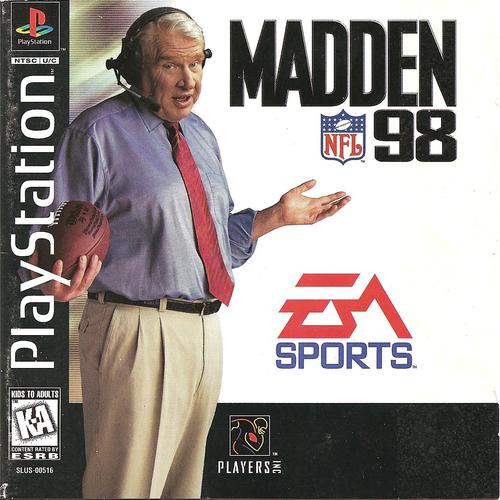 PlayStation
NTSC U/C
PlayStation
MADDEN
NFL 98
EA
SPORTS
KIDS TO ADULTS
K-A
CONTENT RATED BY
ESRB
SLUS-00516
PLAYERS INC